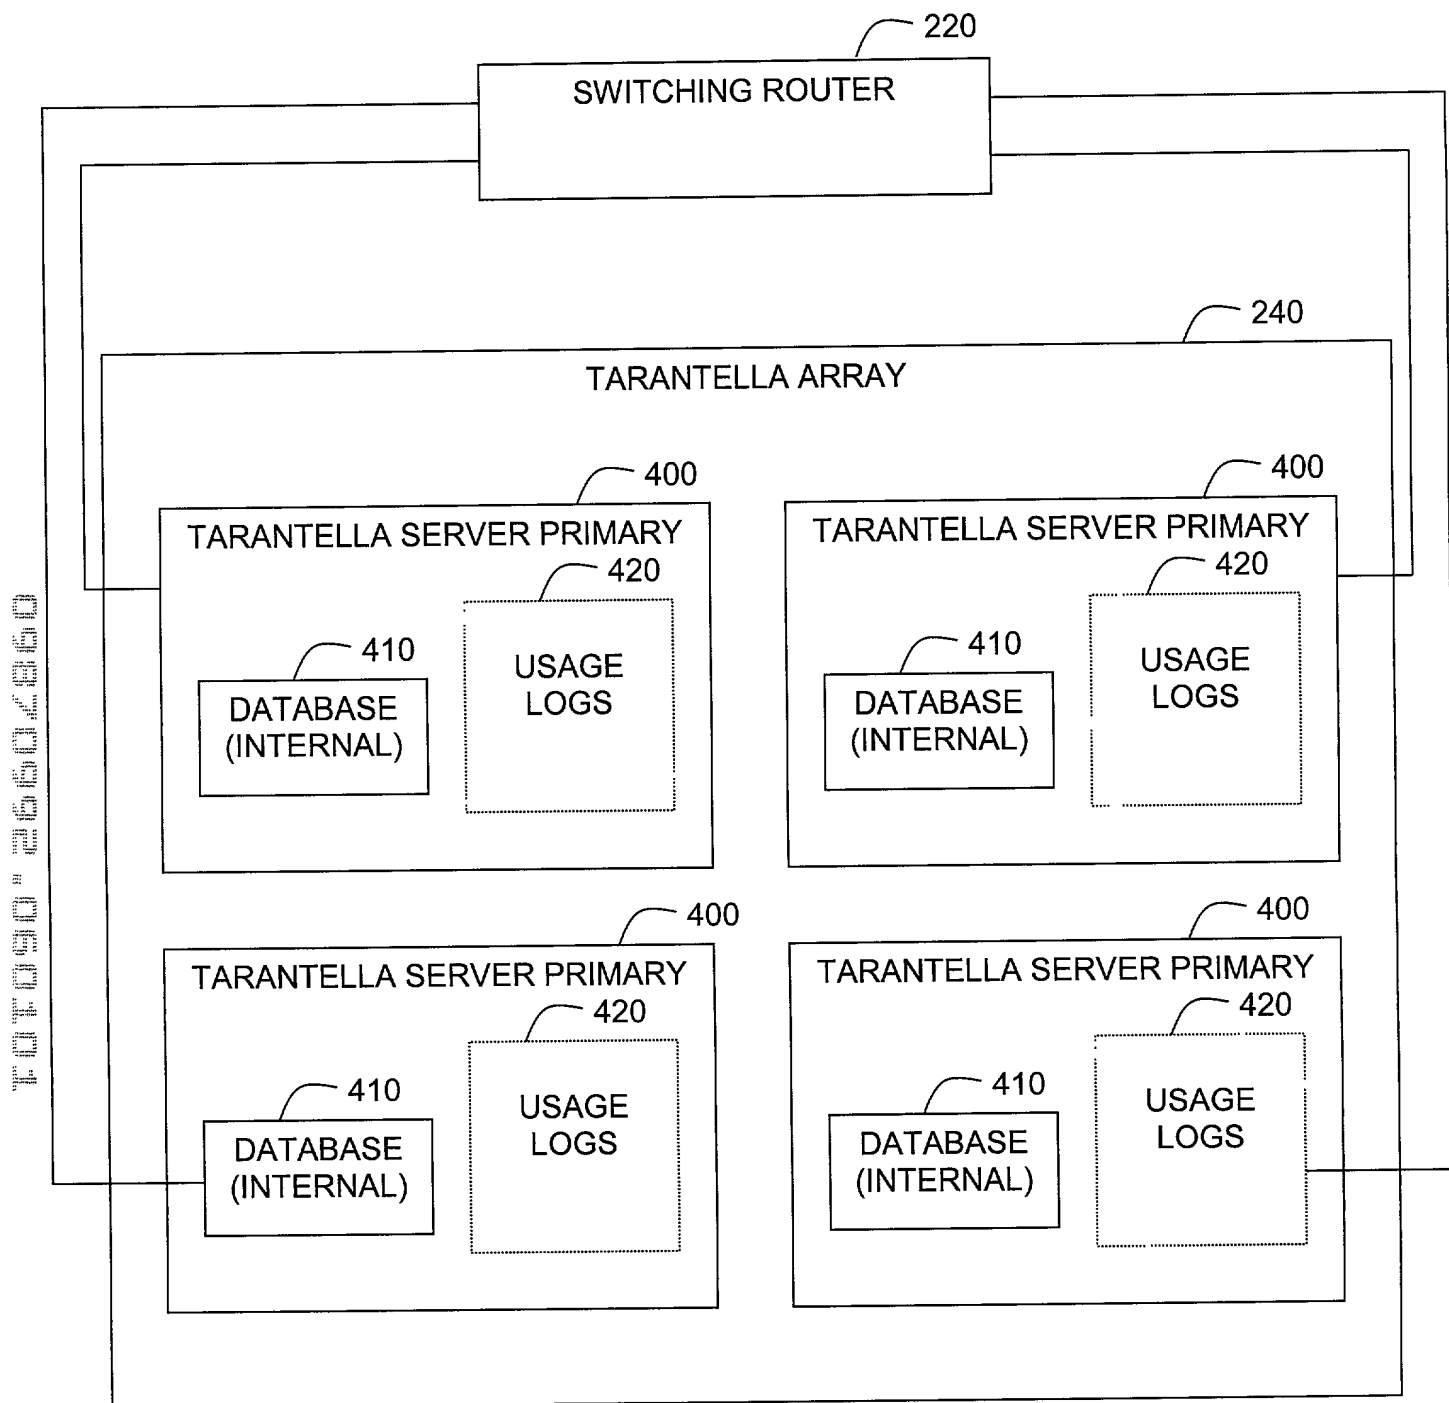 220
SWITCHING ROUTER
240
TARANTELLA ARRAY
400
TARANTELLA SERVER PRIMARY
420
USAGE
LOGS
410
DATABASE
(INTERNAL)
400
TARANTELLA SERVER PRIMARY
420
USAGE
LOGS
410
DATABASE
(INTERNAL)
400
TARANTELLA SERVER PRIMARY
420
USAGE
LOGS
410
DATABASE
(INTERNAL)
400
TARANTELLA SERVER PRIMARY
420
USAGE
LOGS
410
DATABASE
(INTERNAL)